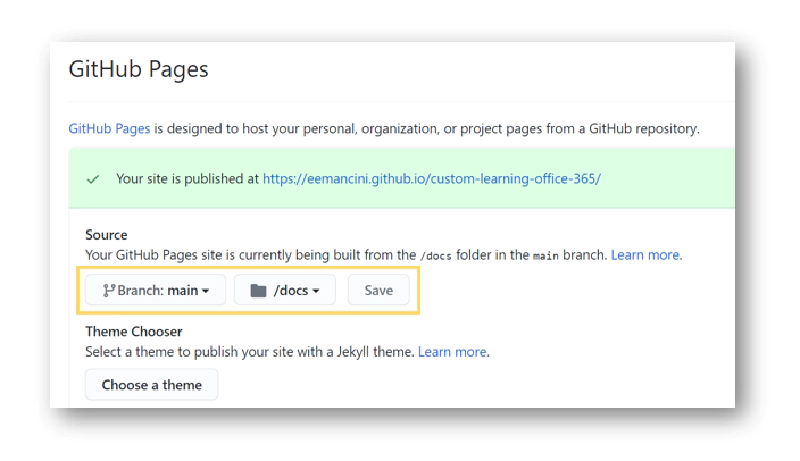 GitHub Pages
GitHub Pages is designed to host your personal, organization, or project pages from a GitHub repository.
Your site is published at https://eemancini.github.io/custom-learning-office-365/
Source
Your GitHub Pages site is currently being built from the /docs folder in the main branch. Learn more.
Branch: main /docs Save
Theme Chooser
Select a theme to publish your site with a Jekyll theme. Learn more.
Choose a theme